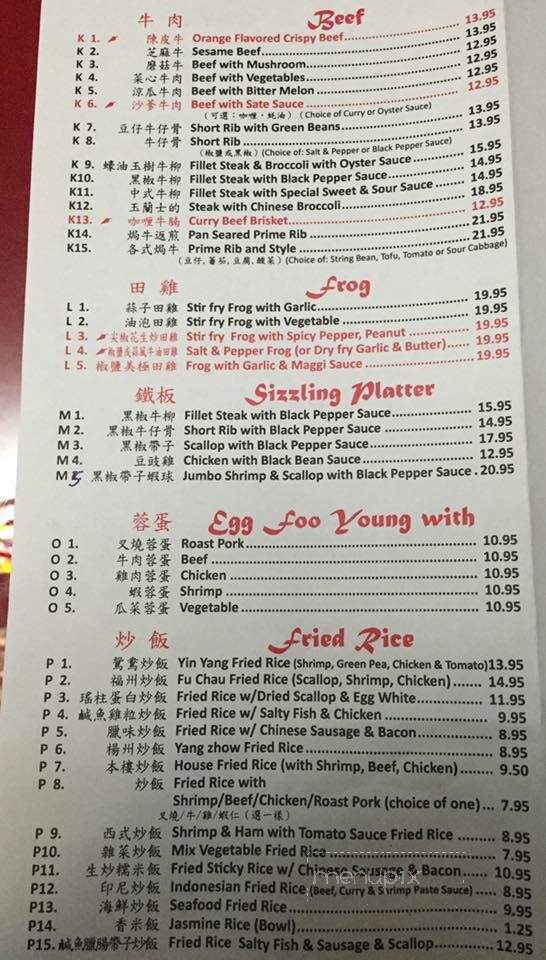 牛 肉 Beef
K 1. 陳皮牛 Orange Flavored Crispy Beef 13.95
K 2. 芝麻牛 Sesame Beef 13.95
K 3. 磨菇牛 Beef with Mushroom 12.95
K 4. 菜心牛肉 Beef with Vegetables 12.95
K 5. 涼瓜牛肉 Beef with Bitter Melon 12.95
K 6. 沙爹牛肉 Beef with Sate Sauce 12.95
(可選：咖喱·蚝油) (Choice of Curry or Oyster Sauce)
K 7. 豆仔牛仔骨 Short Rib with Green Beans 13.95
K 8. 牛仔骨 Short Rib 13.95
(椒鹽或黑椒) (Choice of: Salt & Pepper or Black Pepper Sauce)
K 9. 蠔油玉樹牛柳 Fillet Steak & Broccoli with Oyster Sauce 15.95
K10. 黑椒牛柳 Fillet Steak with Black Pepper Sauce 14.95
K11. 中式牛柳 Fillet Steak with Special Sweet & Sour Sauce 14.95
K12. 玉蘭士的 Steak with Chinese Broccoli 18.95
K13. 咖喱牛腩 Curry Beef Brisket 12.95
K14. 焗牛返煎 Pan Seared Prime Rib 21.95
K15. 各式焗牛 Prime Rib and Style 21.95
(豆仔,蕃茄,豆腐,酸菜) (Choice of: String Bean, Tofu, Tomato or Sour Cabbage)
田 雞 Frog
L 1. 蒜子田雞 Stir fry Frog with Garlic 19.95
L 2. 油泡田雞 Stir fry Frog with Vegetable 19.95
L 3. 尖椒花生炒田雞 Stir fry Frog with Spicy Pepper, Peanut 19.95
L 4. 椒鹽或蒜風牛油田雞 Salt & Pepper Frog (or Dry fry Garlic & Butter) 19.95
L 5. 椒鹽美極田雞 Frog with Garlic & Maggi Sauce 19.95
鐵板 Sizzling Platter
M 1. 黑椒牛柳 Fillet Steak with Black Pepper Sauce 15.95
M 2. 黑椒牛仔骨 Short Rib with Black Pepper Sauce 14.95
M 3. 黑椒帶子 Scallop with Black Pepper Sauce 17.95
M 4. 豆豉雞 Chicken with Black Bean Sauce 12.95
M 5 黑椒帶子蝦球 Jumbo Shrimp & Scallop with Black Pepper Sauce . 20.95
蓉蛋 Egg Foo Young with
O 1. 叉燒蓉蛋 Roast Pork 10.95
O 2. 牛肉蓉蛋 Beef 10.95
O 3. 雞肉蓉蛋 Chicken 10.95
O 4. 蝦蓉蛋 Shrimp 10.95
O 5. 瓜菜蓉蛋 Vegetable 10.95
炒 飯 Fried Rice
P 1. 鴛鴦炒飯 Yin Yang Fried Rice (Shrimp, Green Pea, Chicken & Tomato) 13.95
P 2. 福州炒飯 Fu Chau Fried Rice (Scallop, Shrimp, Chicken) 14.95
P 3. 瑤柱蛋白炒飯 Fried Rice w/Dried Scallop & Egg White 11.95
P 4. 鹹魚雞粒炒飯 Fried Rice w/ Salty Fish & Chicken 9.95
P 5. 臘味炒飯 Fried Rice w/ Chinese Sausage & Bacon 8.95
P 6. 楊州炒飯 Yang zhow Fried Rice 8.95
P 7. 本樓炒飯 House Fried Rice (with Shrimp, Beef, Chicken) 9.50
P 8. 炒飯 Fried Rice with
Shrimp/Beef/Chicken/Roast Pork (choice of one) 7.95
叉燒/牛/雞/蝦仁 (選一樣)
P 9. 西式炒飯 Shrimp & Ham with Tomato Sauce Fried Rice 8.95
P10. 雜菜炒飯 Mix Vegetable Fried Rice 7.95
P11. 生炒糯米飯 Fried Sticky Rice w/ Chinese Sausage & Bacon 10.95
P12. 印尼炒飯 Indonesian Fried Rice (Beef, Curry & Shrimp Paste Sauce) 8.95
P13. 海鮮炒飯 Seafood Fried Rice 9.95
P14. 香米飯 Jasmine Rice (Bowl) 1.25
P15. 鹹魚臘腸帶子炒飯 Fried Rice Salty Fish & Sausage & Scallop 12.95
menupix